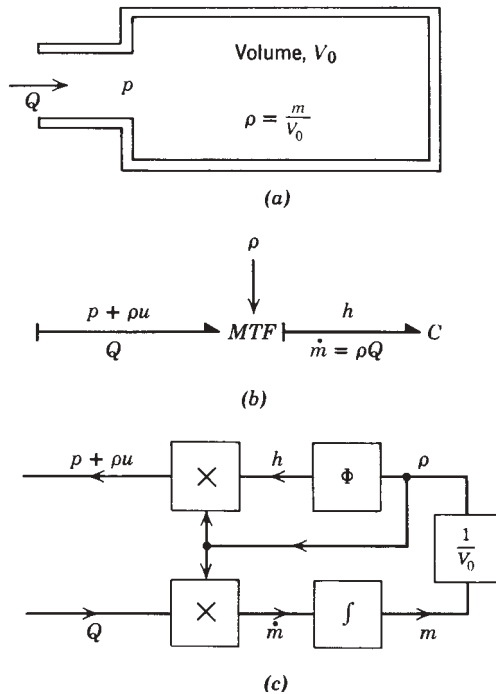 Volume, V₀
Q p
ρ = m/V₀
(a)
ρ
p + ρu h
Q MTF ṁ = ρQ C
(b)
p + ρu × h Φ ρ
1/V₀
Q × ṁ ∫ m
(c)